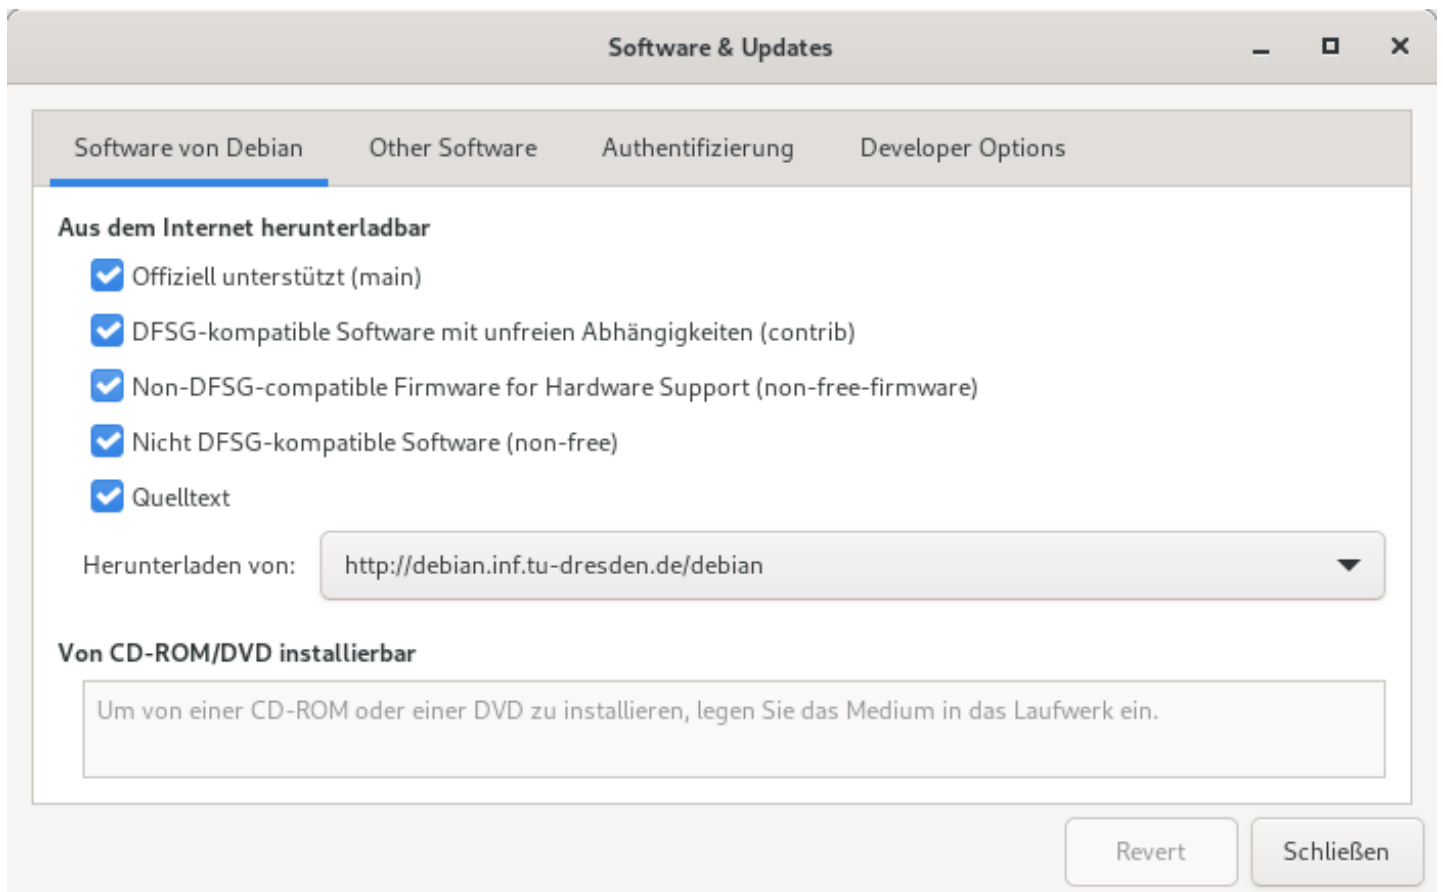 Software & Updates
Software von Debian Other Software Authentifizierung Developer Options
Aus dem Internet herunterladbar
Offiziell unterstützt (main)
DFSG-kompatible Software mit unfreien Abhängigkeiten (contrib)
Non-DFSG-compatible Firmware for Hardware Support (non-free-firmware)
Nicht DFSG-kompatible Software (non-free)
Quelltext
Herunterladen von: http://debian.inf.tu-dresden.de/debian
Von CD-ROM/DVD installierbar
Um von einer CD-ROM oder einer DVD zu installieren, legen Sie das Medium in das Laufwerk ein.
Revert Schließen